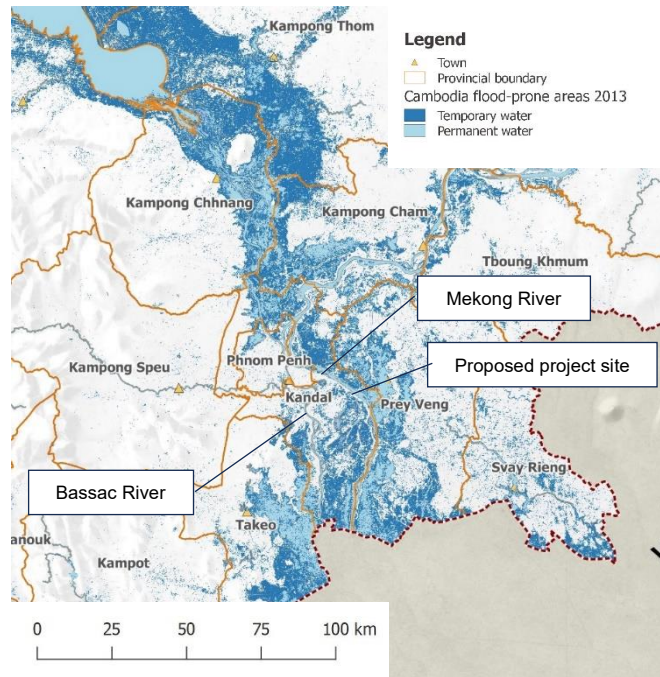 Kampong Thom
Legend
Town
Provincial boundary
Cambodia flood-prone areas 2013
Temporary water
Permanent water
Kampong Chhnang
Kampong Cham
Tboung Khmum
Mekong River
Phnom Penh
Proposed project site
Kampong Speu
Kandal
Prey Veng
Svay Rieng
Bassac River
Takeo
anouk
Kampot
0 25 50 75 100 km